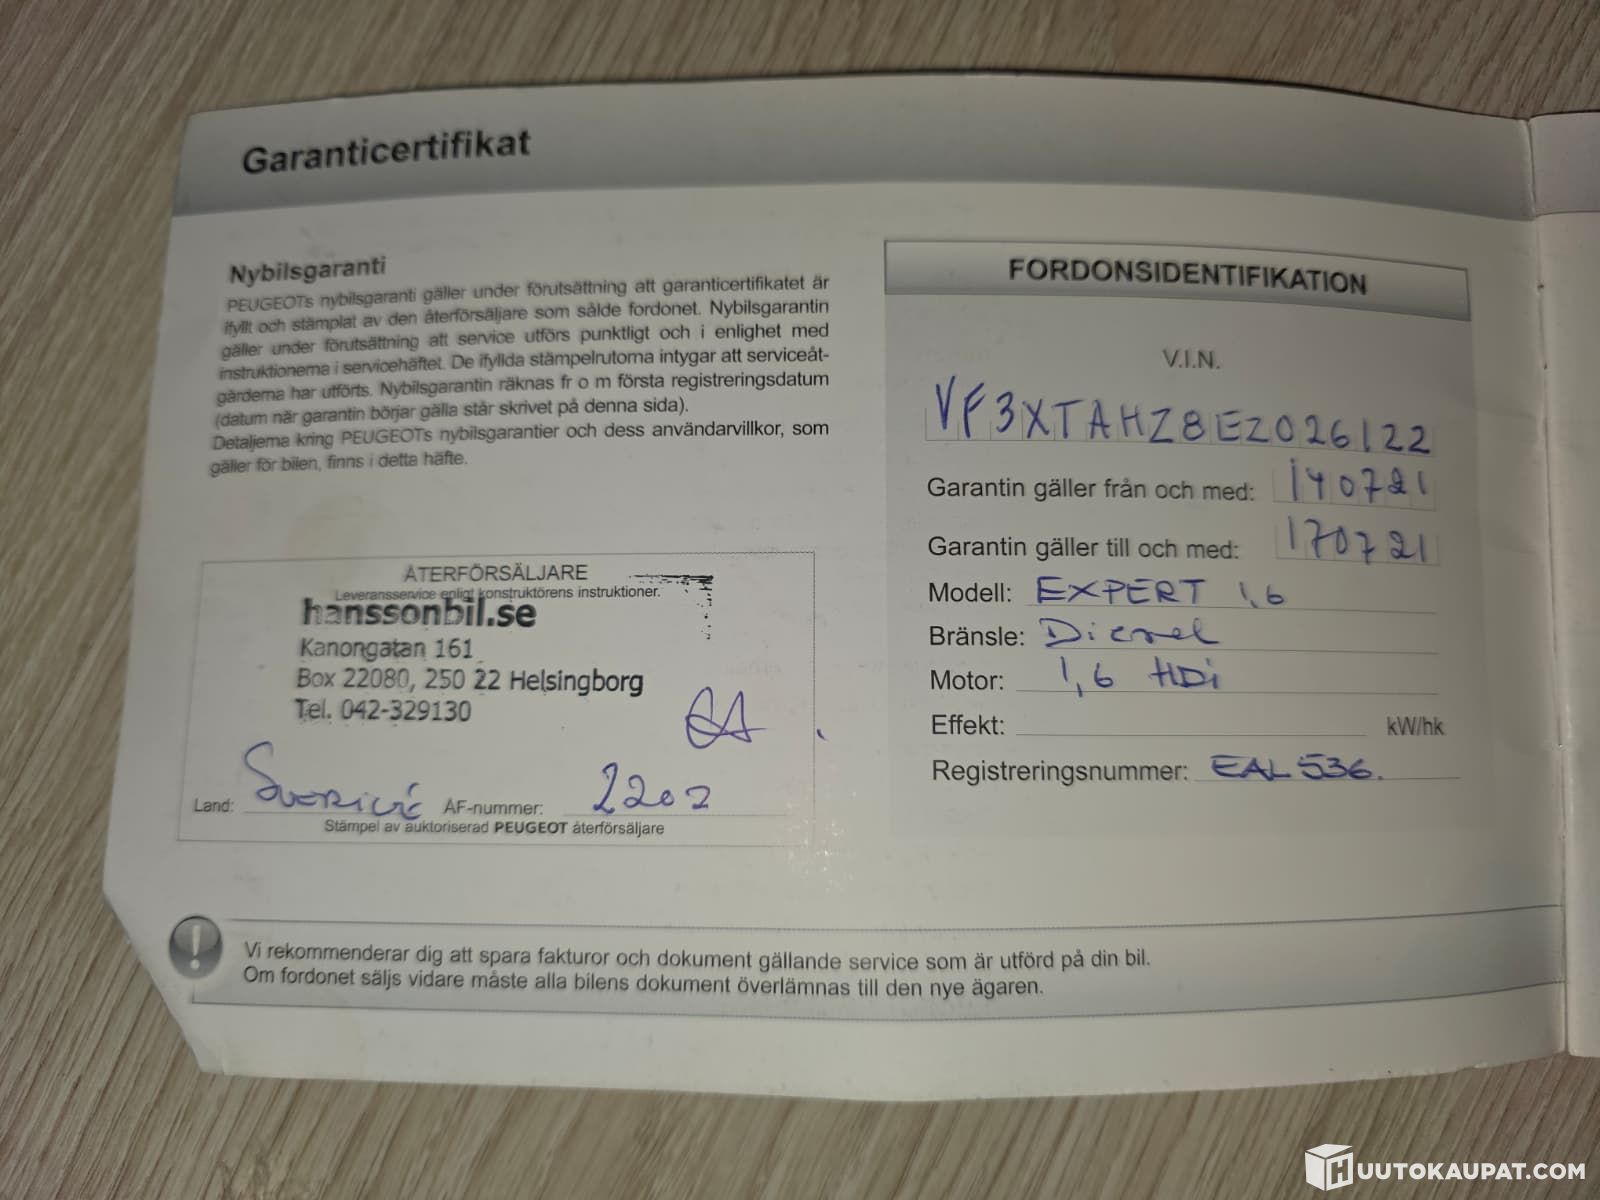 Garanticertifikat
Nybilsgaranti
PEUGEOTs nybilsgaranti gäller under förutsättning att garanticertifikatet är
ifyllt och stämplat av den återförsäljare som sålde fordonet. Nybilsgarantin
gäller under förutsättning att service utförs punktligt och i enlighet med
instruktionerna i servicehäftet. De ifyllda stämpelrutorna intygar att serviceåt-
gärderna har utförts. Nybilsgarantin räknas fr o m första registreringsdatum
(datum när garantin börjar gälla står skrivet på denna sida).
Detaljerna kring PEUGEOTs nybilsgarantier och dess användarvillkor, som
gäller för bilen, finns i detta häfte.
ÅTERFÖRSÄLJARE
Leveransservice enligt konstruktörens instruktioner.
hanssonbil.se
Kanongatan 161
Box 22080, 250 22 Helsingborg
Tel. 042-329130
Land: Sverige AF-nummer: 2202
Stämpel av auktoriserad PEUGEOT återförsäljare
FORDONSIDENTIFIKATION
V.I.N.
VF3XTAHZ8EZ026122
Garantin gäller från och med: 140721
Garantin gäller till och med: 170721
Modell: EXPERT 1,6
Bränsle: Diesel
Motor: 1,6 HDi
Effekt: kW/hk
Registreringsnummer: EAL536.
Vi rekommenderar dig att spara fakturor och dokument gällande service som är utförd på din bil.
Om fordonet säljs vidare måste alla bilens dokument överlämnas till den nye ägaren.
HUUTOKAUPAT.COM